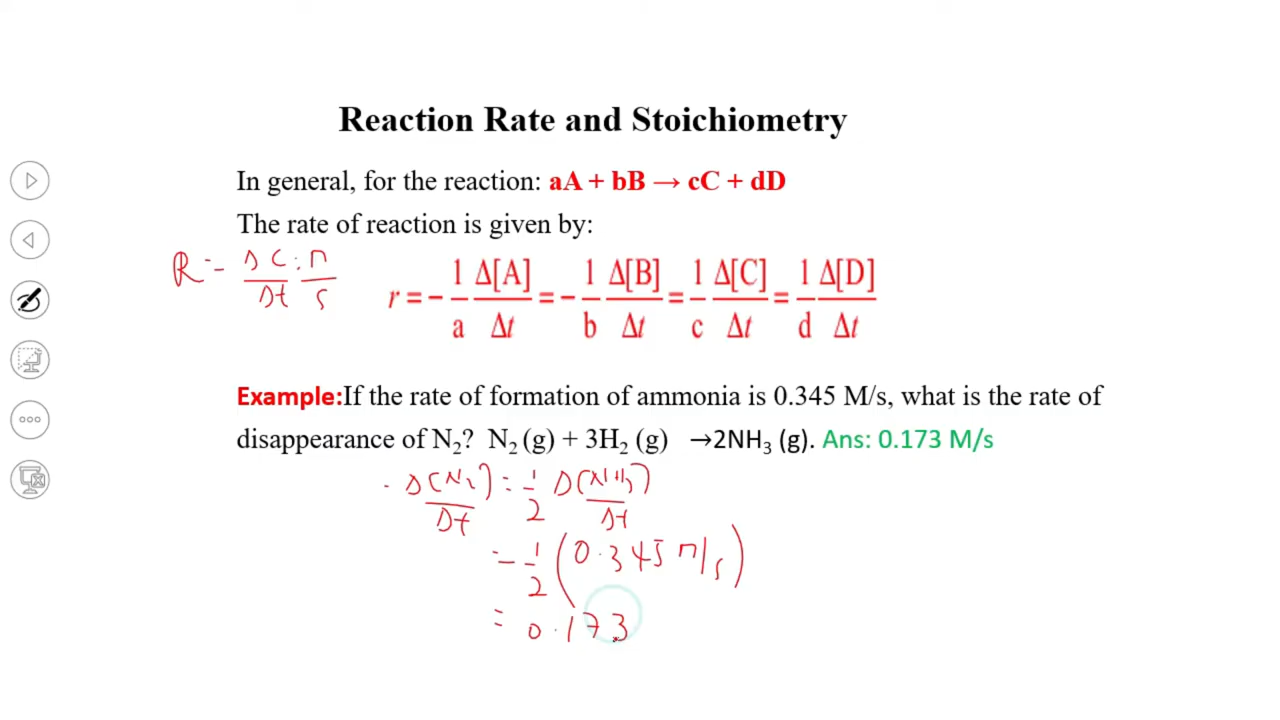 Reaction Rate and Stoichiometry
In general, for the reaction: aA + bB → cC + dD
The rate of reaction is given by:
R = ΔC/Δt : M/s
r = − 1/a Δ[A]/Δt = − 1/b Δ[B]/Δt = 1/c Δ[C]/Δt = 1/d Δ[D]/Δt
Example:If the rate of formation of ammonia is 0.345 M/s, what is the rate of
disappearance of N₂? N₂ (g) + 3H₂ (g) →2NH₃ (g). Ans: 0.173 M/s
- Δ[N₂]/Δt = 1/2 Δ[NH₃]/Δt
= 1/2 (0.345 M/s)
= 0.173